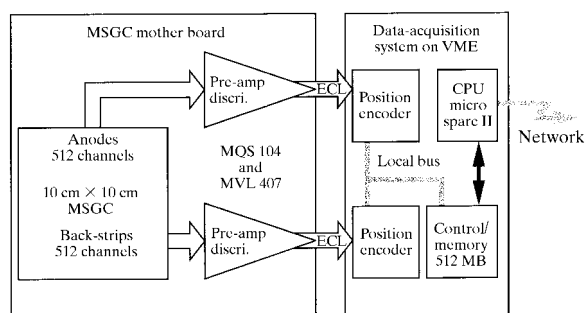 MSGC mother board
Pre-amp
discri.
ECL
Anodes
512 channels
10 cm × 10 cm
MSGC
Back-strips
512 channels
MQS 104
and
MVL 407
Pre-amp
discri.
ECL
Data-acquisition
system on VME
Position
encoder
CPU
micro
sparc II
Network
Local bus
Position
encoder
Control/
memory
512 MB